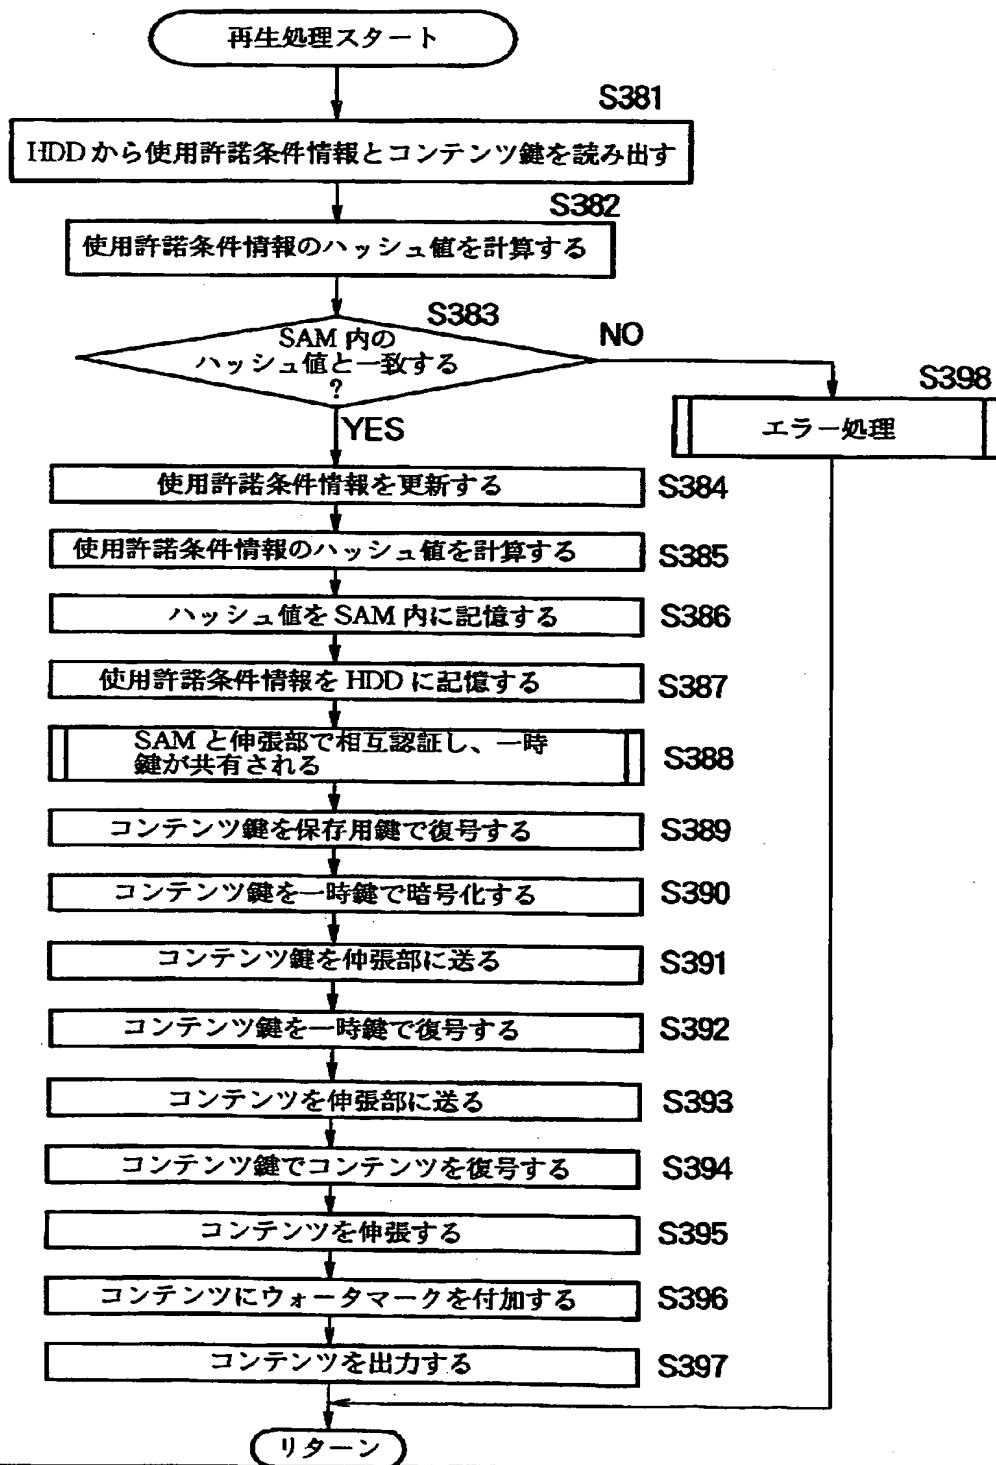 再生処理スタート
S381
HDDから使用許諾条件情報とコンテンツ鍵を読み出す
S382
使用許諾条件情報のハッシュ値を計算する
S383
SAM 内の
ハッシュ値と一致する
?
NO
YES
S398
エラー処理
使用許諾条件情報を更新する
S384
使用許諾条件情報のハッシュ値を計算する
S385
ハッシュ値を SAM 内に記憶する
S386
使用許諾条件情報を HDD に記憶する
S387
SAM と伸張部で相互認証し、一時
鍵が共有される
S388
コンテンツ鍵を保存用鍵で復号する
S389
コンテンツ鍵を一時鍵で暗号化する
S390
コンテンツ鍵を伸張部に送る
S391
コンテンツ鍵を一時鍵で復号する
S392
コンテンツを伸張部に送る
S393
コンテンツ鍵でコンテンツを復号する
S394
コンテンツを伸張する
S395
コンテンツにウォータマークを付加する
S396
コンテンツを出力する
S397
リターン